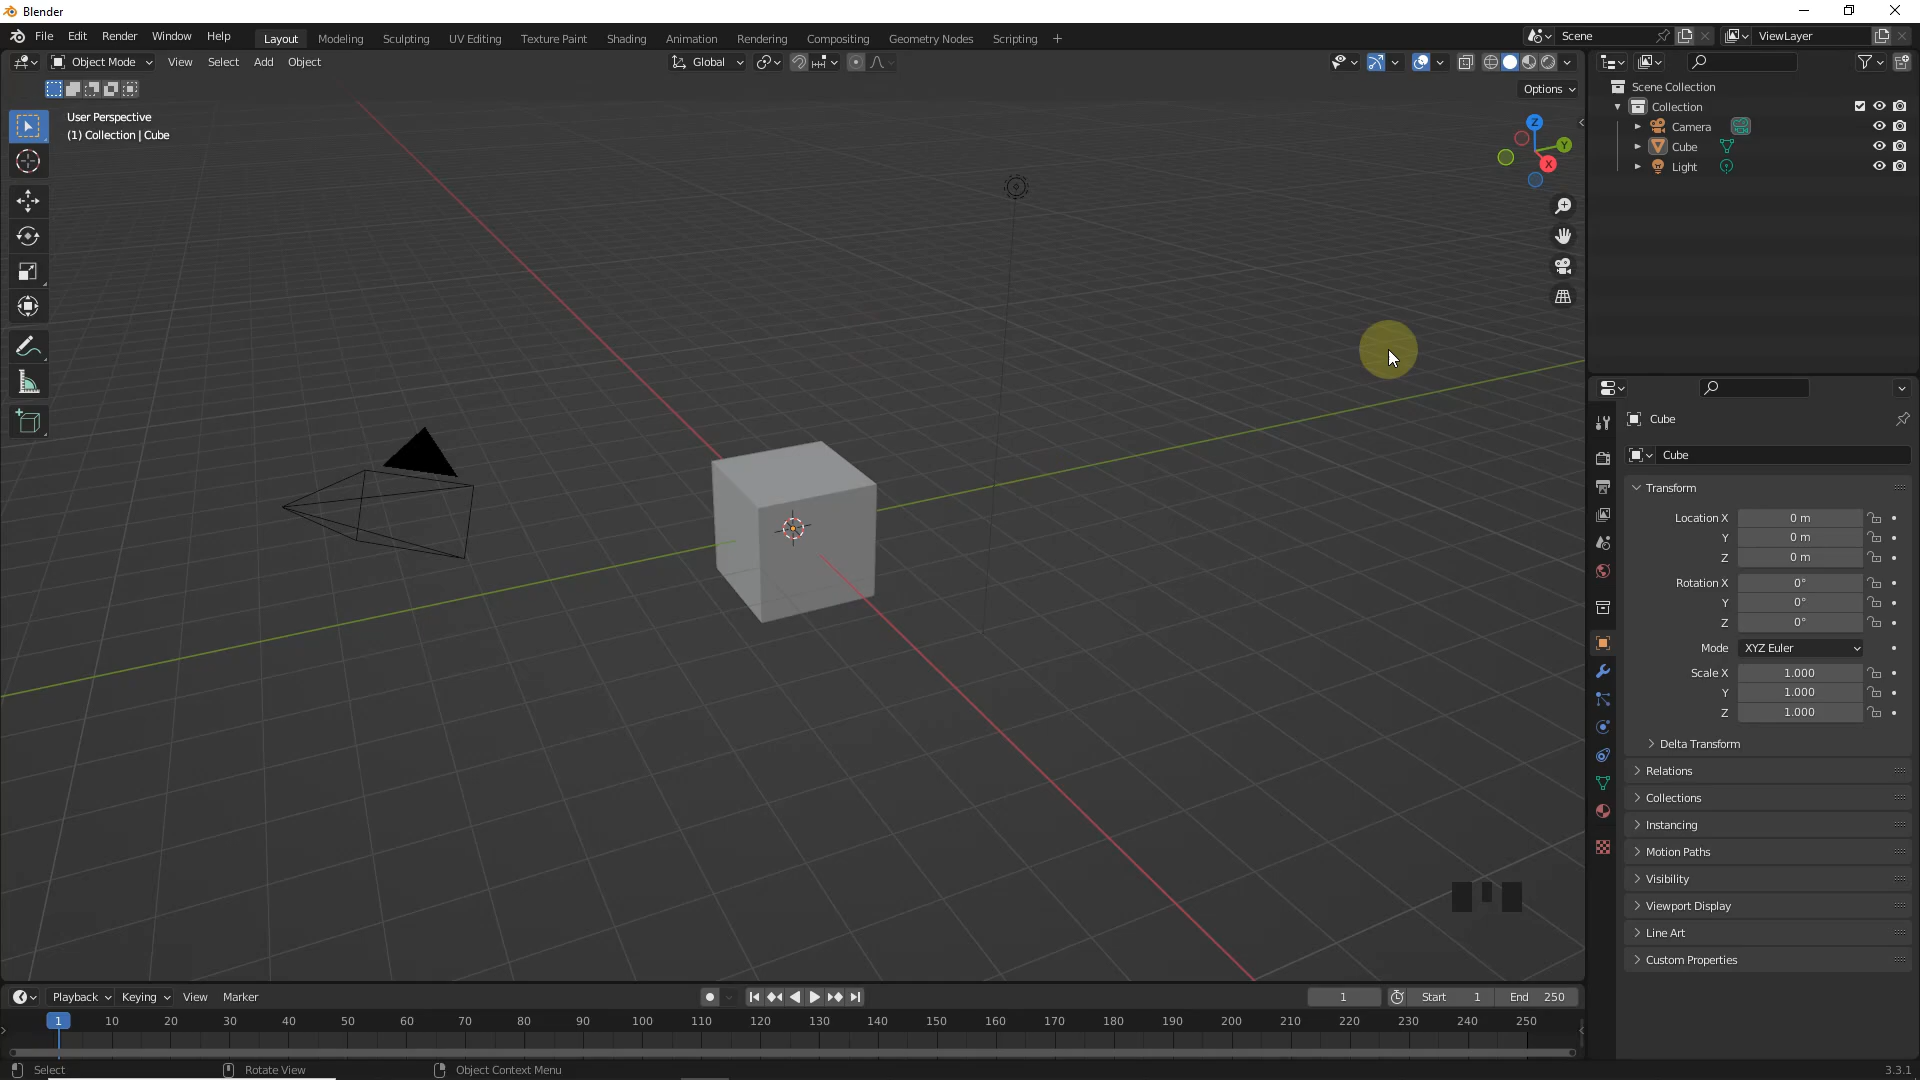 Blender
File Edit Render Window Help Layout Modeling Sculpting UV Editing Texture Paint Shading Animation Rendering Compositing Geometry Nodes Scripting + Scene ViewLayer
Object Mode View Select Add Object Global
Options
User Perspective
(1) Collection | Cube
Z
Y
X
Scene Collection
Collection
Camera
Cube
Light
Cube
Cube
Transform
Location X 0 m
Y 0 m
Z 0 m
Rotation X 0°
Y 0°
Z 0°
Mode XYZ Euler
Scale X 1.000
Y 1.000
Z 1.000
Delta Transform
Relations
Collections
Instancing
Motion Paths
Visibility
Viewport Display
Line Art
Custom Properties
Playback Keying View Marker 1 Start 1 End 250
1 10 20 30 40 50 60 70 80 90 100 110 120 130 140 150 160 170 180 190 200 210 220 230 240 250
Select Rotate View Object Context Menu 3.3.1